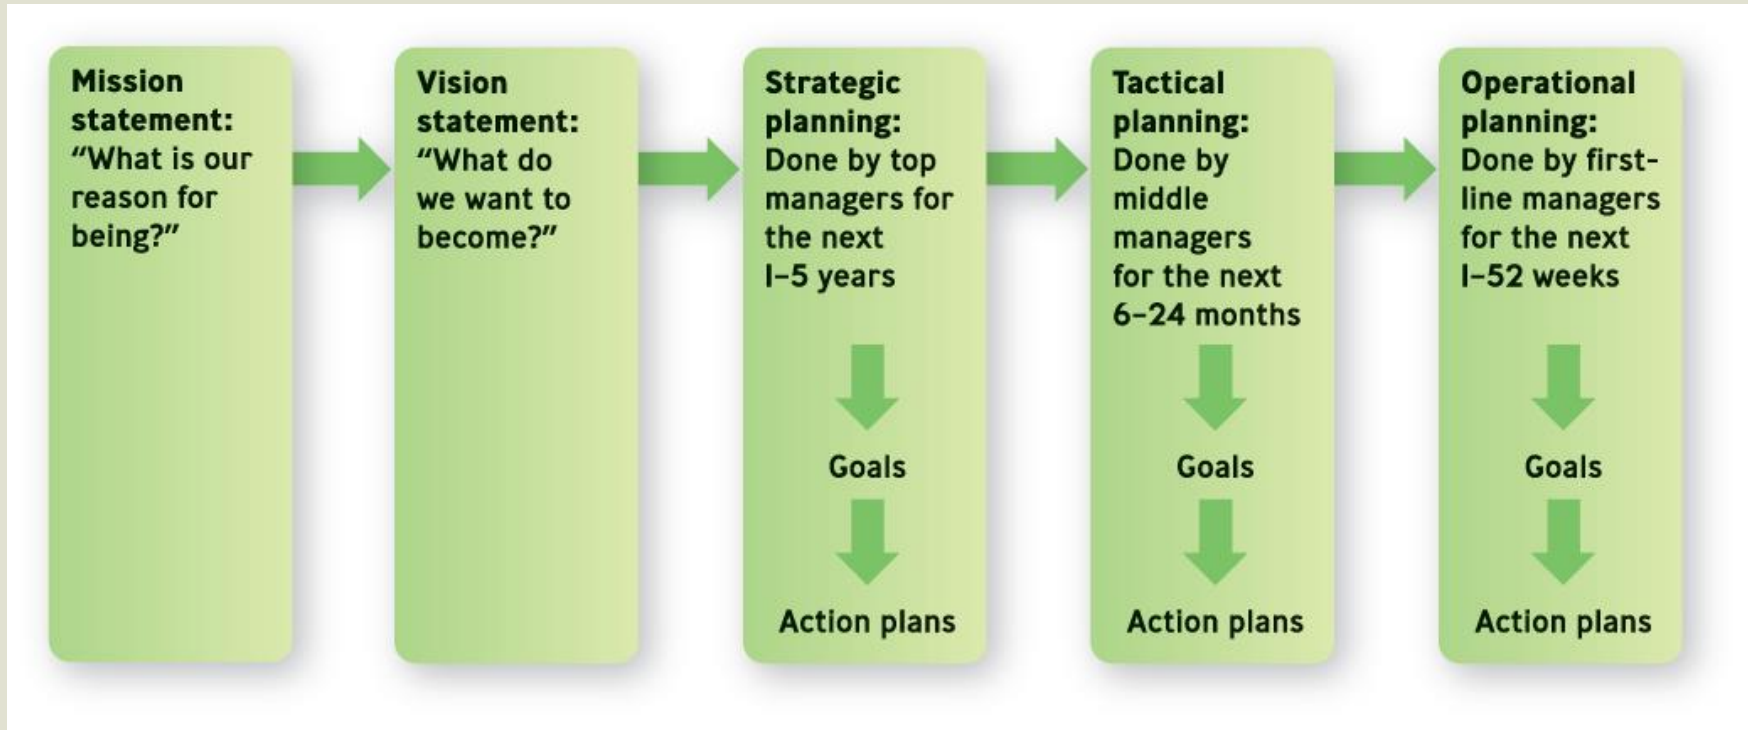 Mission
statement:
“What is our
reason for
being?”
Vision
statement:
“What do
we want to
become?”
Strategic
planning:
Done by top
managers for
the next
1–5 years
Goals
Action plans
Tactical
planning:
Done by
middle
managers
for the next
6–24 months
Goals
Action plans
Operational
planning:
Done by first-
line managers
for the next
1–52 weeks
Goals
Action plans